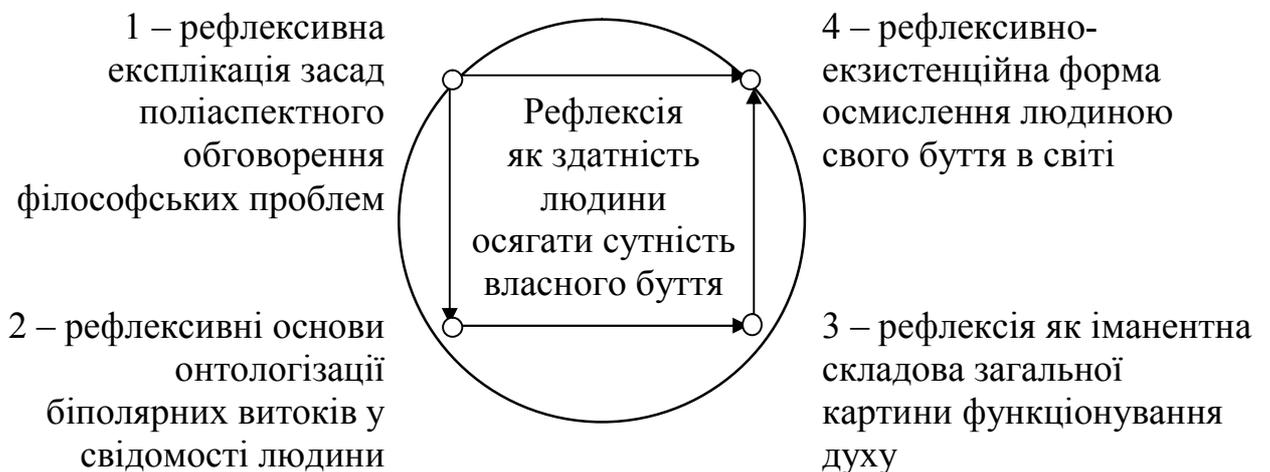 1 – рефлексивна
експлікація засад
поліаспектного
обговорення
філософських проблем
4 – рефлексивно-
екзистенційна форма
осмислення людиною
свого буття в світі
Рефлексія
як здатність
людини
осягати сутність
власного буття
2 – рефлексивні основи
онтологізації
біполярних витоків у
свідомості людини
3 – рефлексія як іманентна
складова загальної
картини функціонування
духу